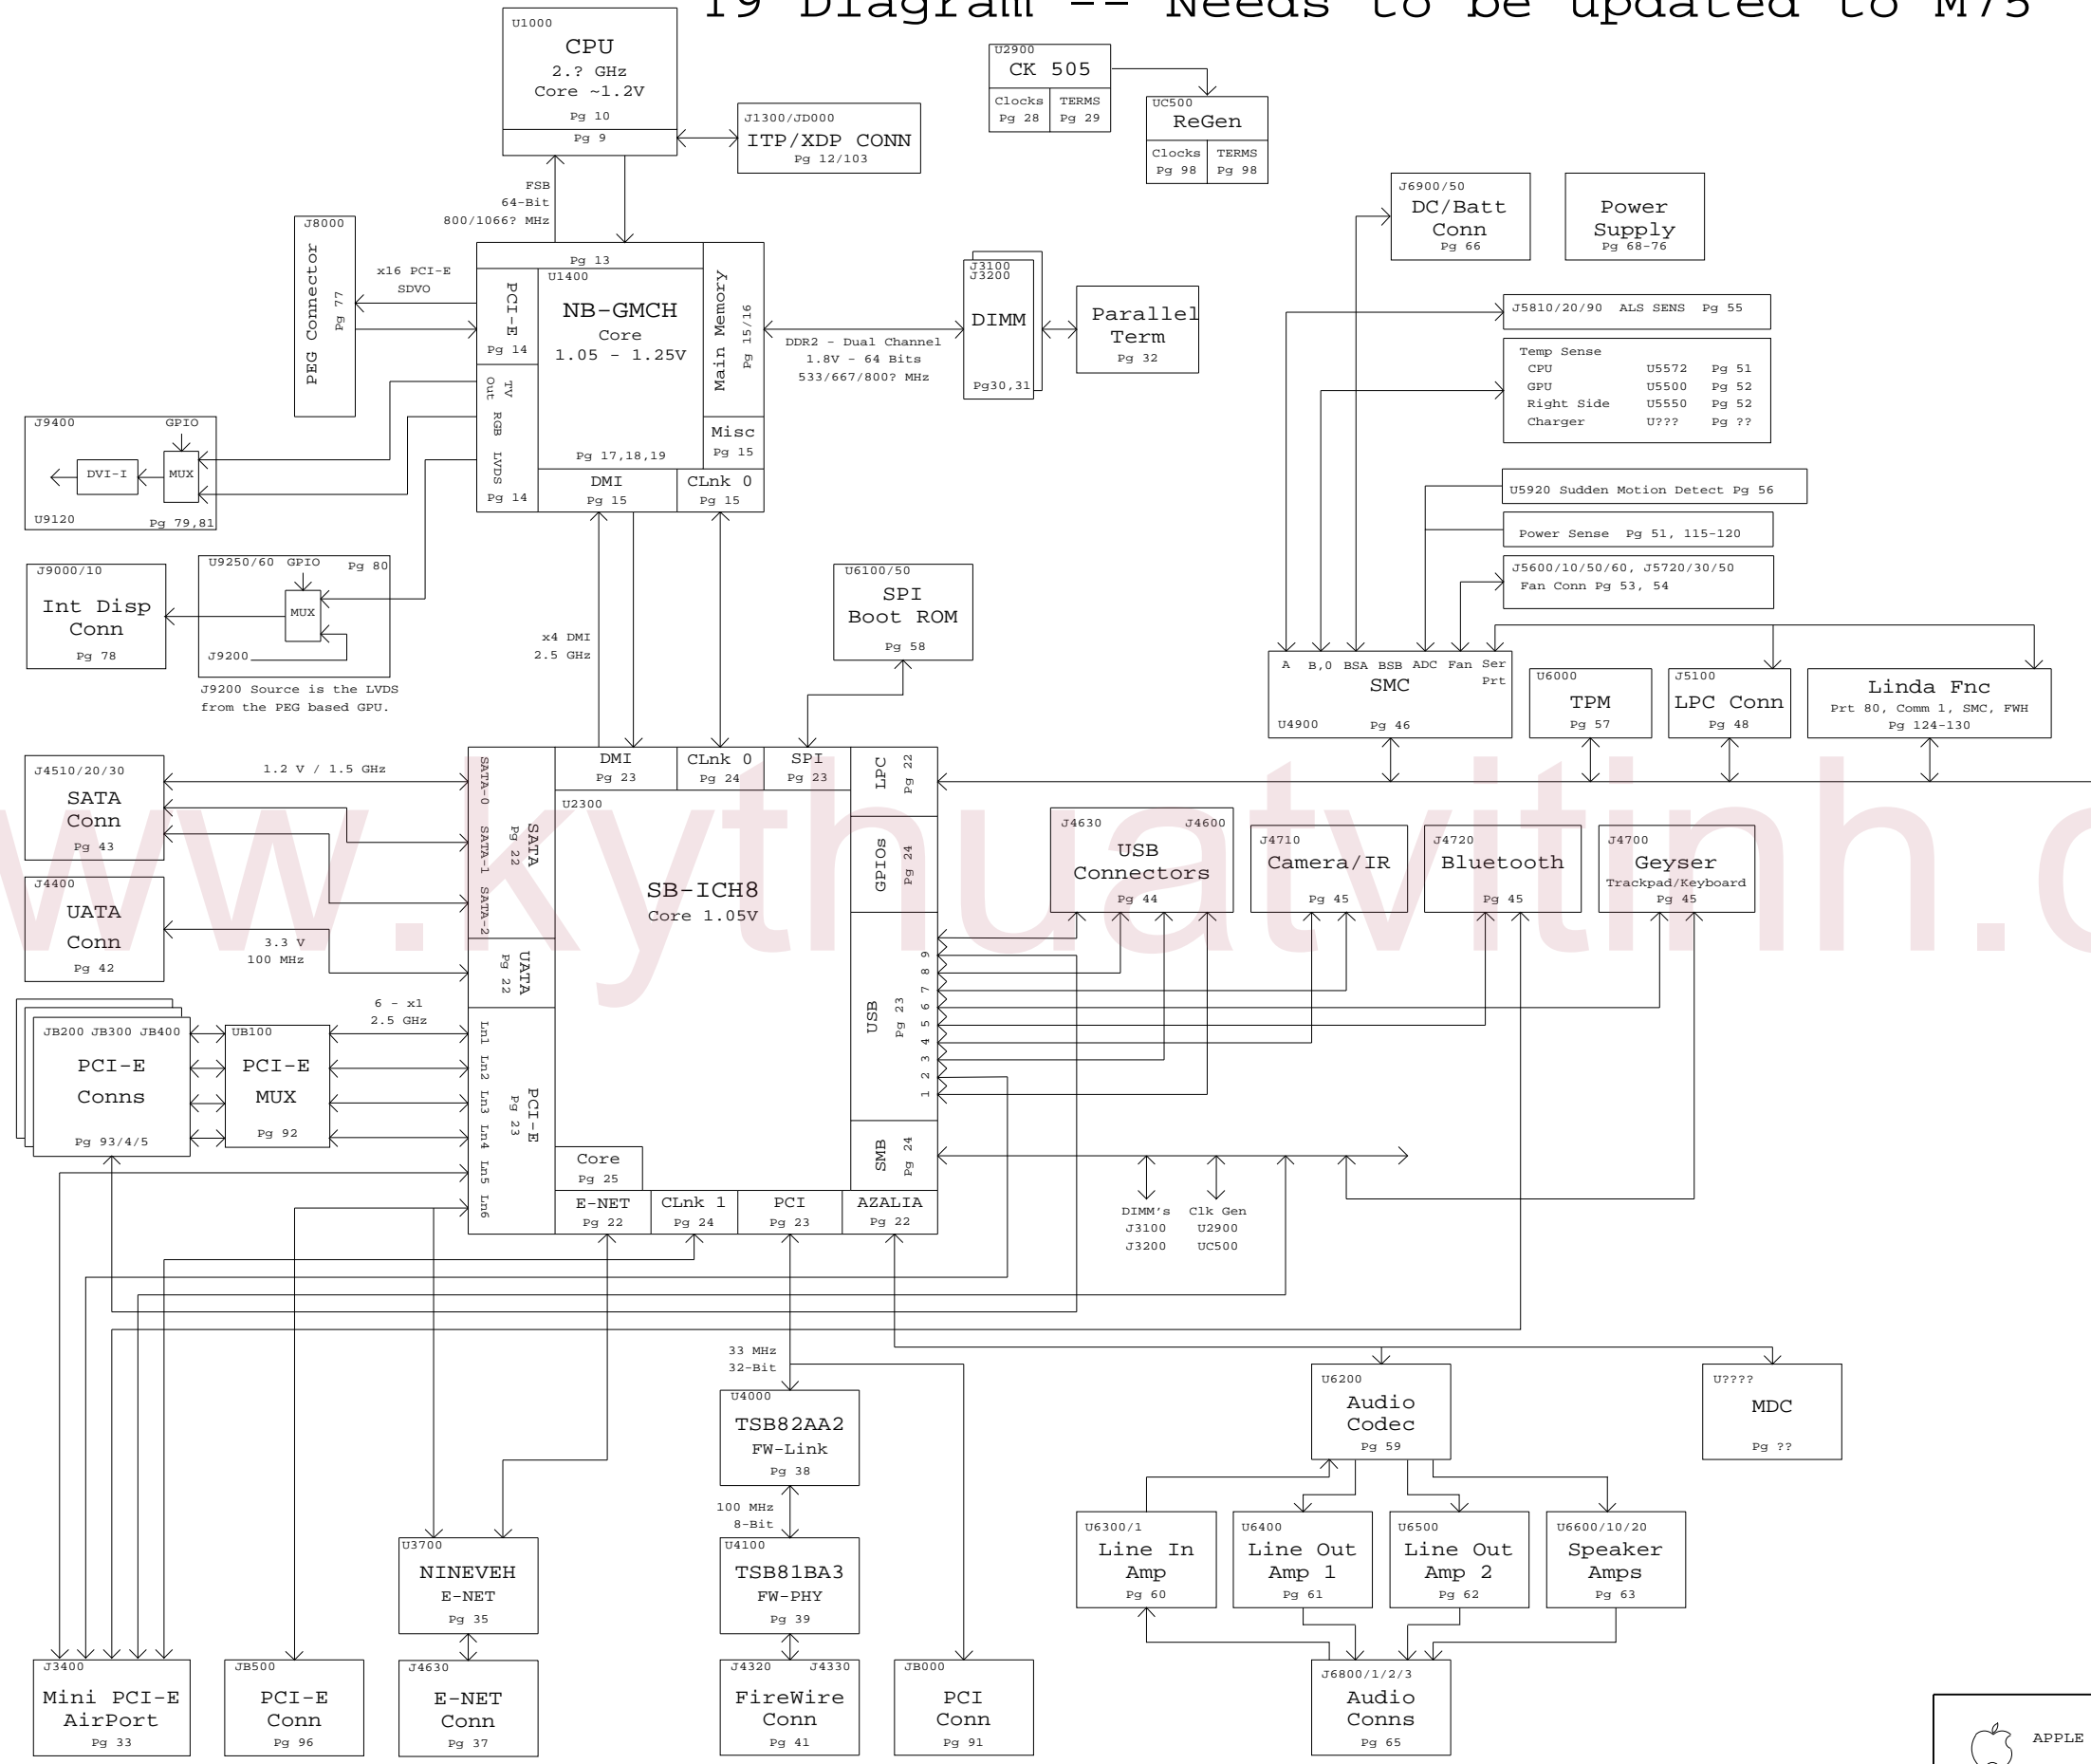 T9 Diagram -- Needs to be updated to M75
U1000
CPU
2.? GHz
Core ~1.2V
Pg 10
Pg 9
J1300/JD000
ITP/XDP CONN
Pg 12/103
U2900
CK 505
Clocks
Pg 28
TERMS
Pg 29
UC500
ReGen
Clocks
Pg 98
TERMS
Pg 98
FSB
64-Bit
800/1066? MHz
J6900/50
DC/Batt
Conn
Pg 66
Power
Supply
Pg 68-76
J8000
PEG Connector
Pg 77
x16 PCI-E
SDVO
Pg 13
U1400
NB-GMCH
Core
1.05 - 1.25V
Pg 17,18,19
PCI-E
Pg 14
TV
Out
RGB
LVDS
Pg 14
Main Memory
Pg 15/16
Misc
Pg 15
DMI
Pg 15
CLnk 0
Pg 15
DDR2 - Dual Channel
1.8V - 64 Bits
533/667/800? MHz
J3100
J3200
DIMM
Pg30,31
Parallel
Term
Pg 32
J5810/20/90 ALS SENS Pg 55
Temp Sense
CPU U5572 Pg 51
GPU U5500 Pg 52
Right Side U5550 Pg 52
Charger U??? Pg ??
U5920 Sudden Motion Detect Pg 56
Power Sense Pg 51, 115-120
J5600/10/50/60, J5720/30/50
Fan Conn Pg 53, 54
J9400
GPIO
DVI-I
MUX
U9120
Pg 79,81
J9000/10
Int Disp
Conn
Pg 78
U9250/60 GPIO Pg 80
MUX
J9200
J9200 Source is the LVDS
from the PEG based GPU.
x4 DMI
2.5 GHz
U6100/50
SPI
Boot ROM
Pg 58
A B,0 BSA BSB ADC Fan Ser
Prt
SMC
U4900
Pg 46
U6000
TPM
Pg 57
J5100
LPC Conn
Pg 48
Linda Fnc
Prt 80, Comm 1, SMC, FWH
Pg 124-130
J4510/20/30
SATA
Conn
Pg 43
1.2 V / 1.5 GHz
J4400
UATA
Conn
Pg 42
3.3 V
100 MHz
SATA-0
SATA-1
SATA-2
SATA
Pg 22
UATA
Pg 22
DMI
Pg 23
CLnk 0
Pg 24
SPI
Pg 23
LPC
Pg 22
U2300
SB-ICH8
Core 1.05V
GPIOs
Pg 24
USB
Pg 23
9
8
7
6
5
4
3
2
1
SMB
Pg 24
J4630
J4600
USB
Connectors
Pg 44
J4710
Camera/IR
Pg 45
J4720
Bluetooth
Pg 45
J4700
Geyser
Trackpad/Keyboard
Pg 45
www.kythuatvitinh.c
JB200 JB300 JB400
PCI-E
Conns
Pg 93/4/5
UB100
PCI-E
MUX
Pg 92
6 - x1
2.5 GHz
Ln1
Ln2
Ln3
Ln4
Ln5
Ln6
PCI-E
Pg 23
Core
Pg 25
E-NET
Pg 22
CLnk 1
Pg 24
PCI
Pg 23
AZALIA
Pg 22
DIMM's
J3100
J3200
Clk Gen
U2900
UC500
33 MHz
32-Bit
U4000
TSB82AA2
FW-Link
Pg 38
100 MHz
8-Bit
U4100
TSB81BA3
FW-PHY
Pg 39
U6200
Audio
Codec
Pg 59
U????
MDC
Pg ??
U6300/1
Line In
Amp
Pg 60
U6400
Line Out
Amp 1
Pg 61
U6500
Line Out
Amp 2
Pg 62
U6600/10/20
Speaker
Amps
Pg 63
U3700
NINEVEH
E-NET
Pg 35
J3400
Mini PCI-E
AirPort
Pg 33
JB500
PCI-E
Conn
Pg 96
J4630
E-NET
Conn
Pg 37
J4320
J4330
FireWire
Conn
Pg 41
JB000
PCI
Conn
Pg 91
J6800/1/2/3
Audio
Conns
Pg 65
APPLE